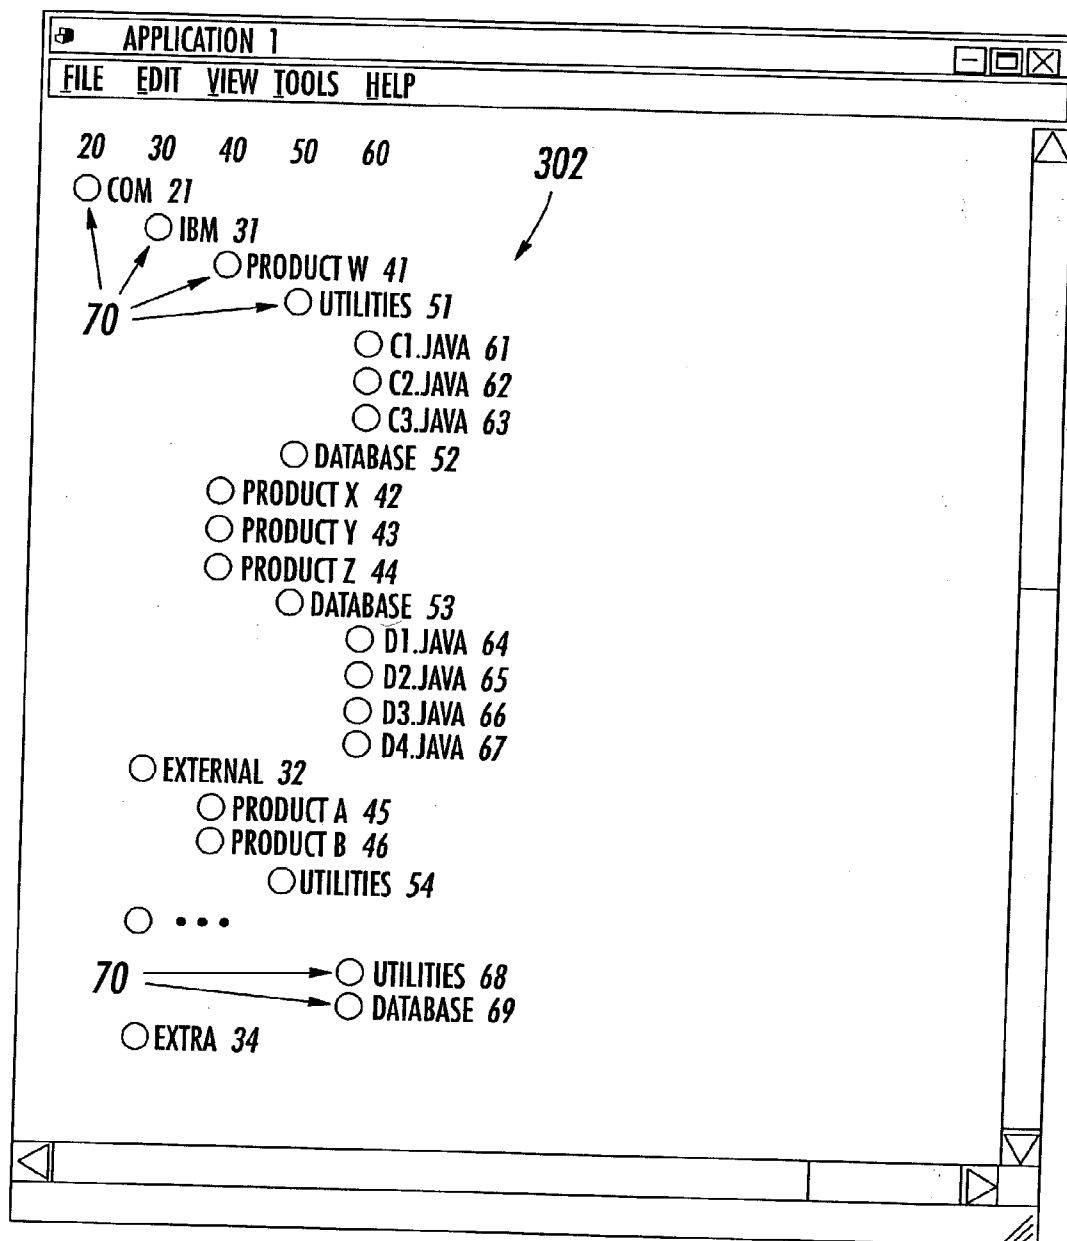 APPLICATION 1
FILE EDIT VIEW TOOLS HELP
20 30 40 50 60
302
COM 21
IBM 31
PRODUCT W 41
70
UTILITIES 51
C1.JAVA 61
C2.JAVA 62
C3.JAVA 63
DATABASE 52
PRODUCT X 42
PRODUCT Y 43
PRODUCT Z 44
DATABASE 53
D1.JAVA 64
D2.JAVA 65
D3.JAVA 66
D4.JAVA 67
EXTERNAL 32
PRODUCT A 45
PRODUCT B 46
UTILITIES 54
•••
70
UTILITIES 68
DATABASE 69
EXTRA 34